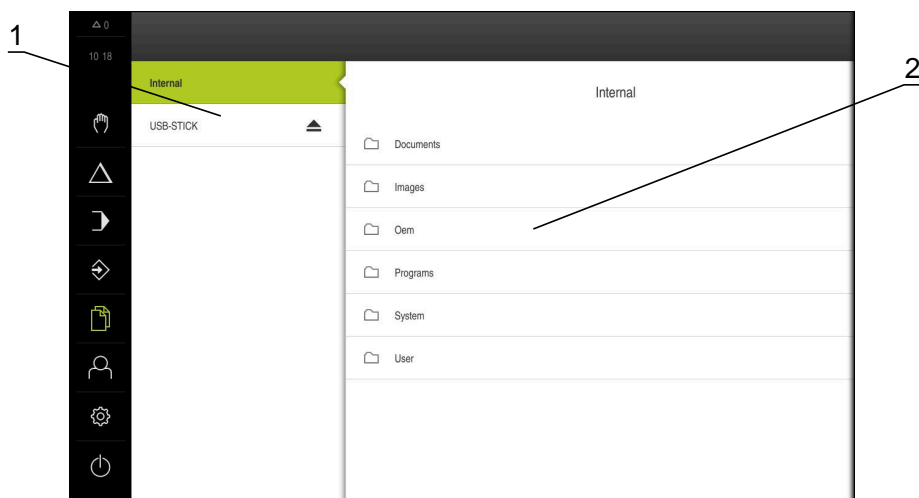 1
0
10 18
2
Internal
Internal
USB-STICK
Documents
Images
Oem
Programs
System
User